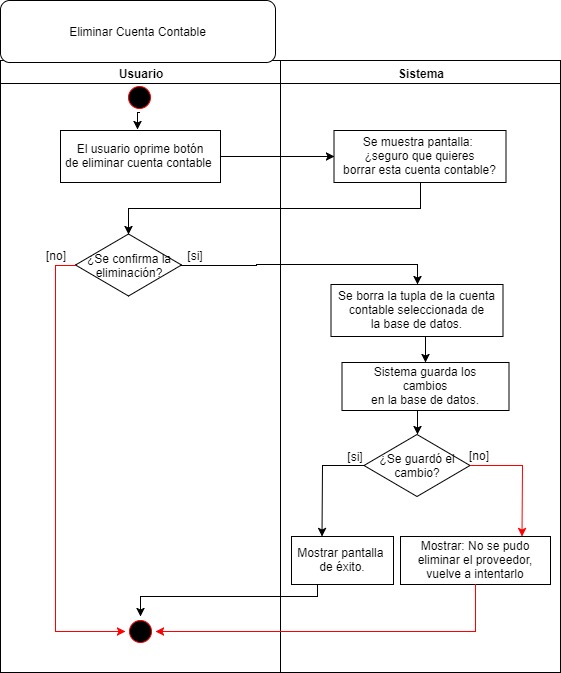 Eliminar Cuenta Contable
Usuario
Sistema
El usuario oprime botón
de eliminar cuenta contable
Se muestra pantalla:
¿seguro que quieres
borrar esta cuenta contable?
[no]
¿Se confirma la
eliminación?
[si]
Se borra la tupla de la cuenta
contable seleccionada de
la base de datos.
Sistema guarda los
cambios
en la base de datos.
[si]
¿Se guardó el
cambio?
[no]
Mostrar pantalla
de éxito.
Mostrar: No se pudo
eliminar el proveedor,
vuelve a intentarlo